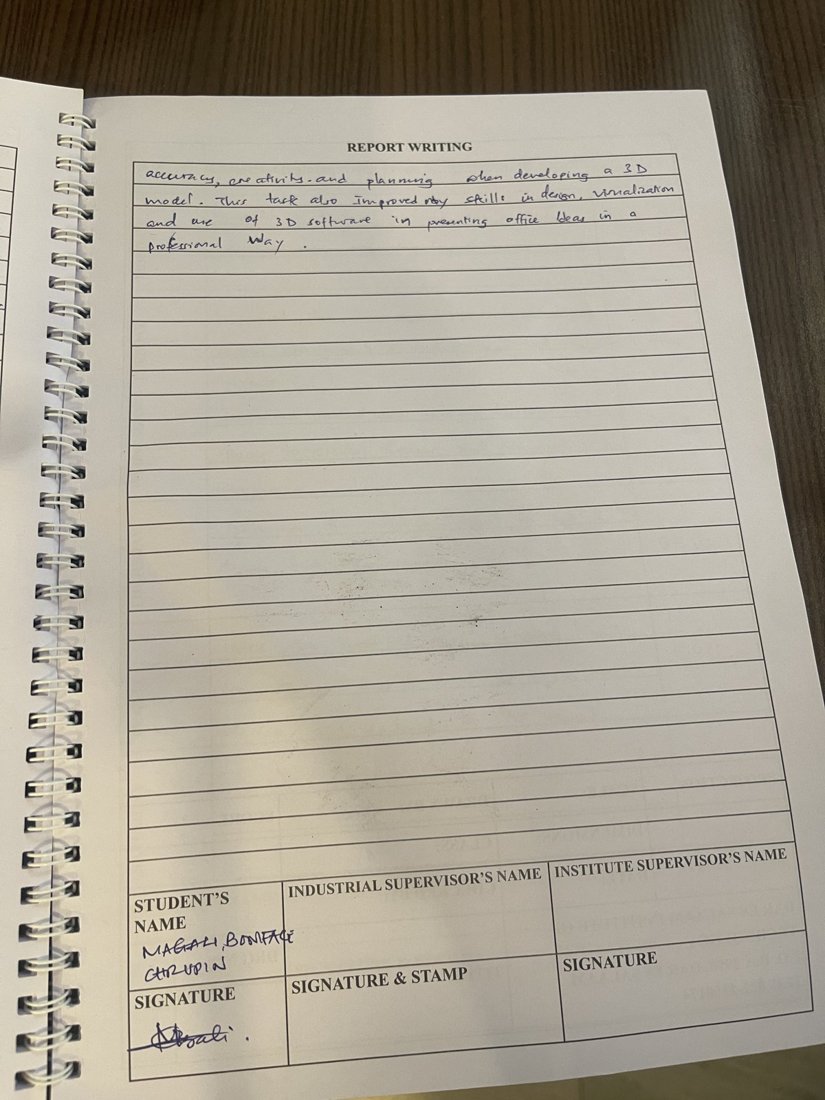 REPORT WRITING
accuracy, creativity and planning when developing a 3D
model. This task also improved my skills in design, visualization
and use of 3D software in presenting office ideas in a
professional way.
STUDENT'S
NAME
INDUSTRIAL SUPERVISOR'S NAME
INSTITUTE SUPERVISOR'S NAME
BONIFACE
SIGNATURE
SIGNATURE & STAMP
SIGNATURE